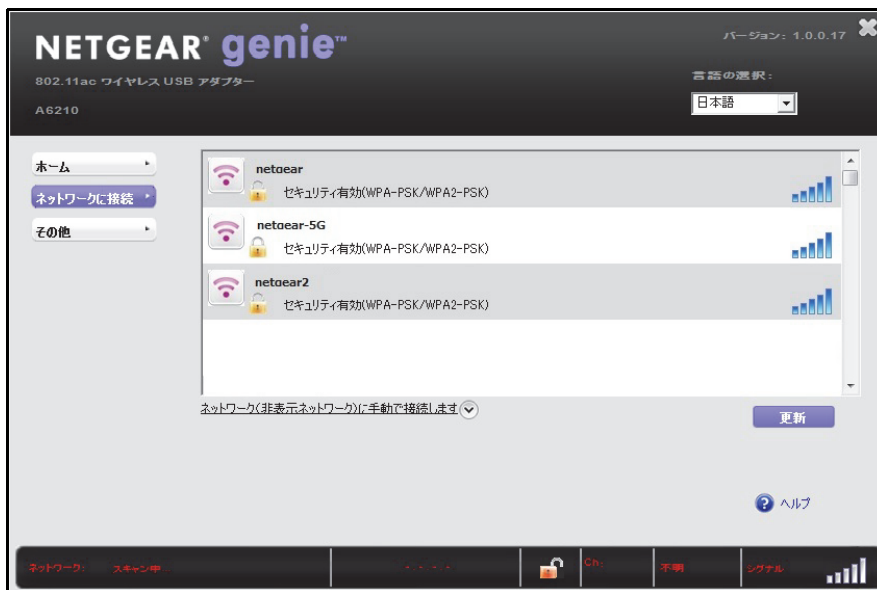 NETGEAR® genie™
バージョン: 1.0.0.17
802.11ac ワイヤレス USB アダプター
言語の選択:
A6210
日本語
ホーム
ネットワークに接続
その他
netgear
セキュリティ有効(WPA-PSK/WPA2-PSK)
netgear-5G
セキュリティ有効(WPA-PSK/WPA2-PSK)
netgear2
セキュリティ有効(WPA-PSK/WPA2-PSK)
ネットワーク(非表示ネットワーク)に手動で接続します
更新
ヘルプ
ネットワーク: スキャン中... - - - - Ch: 不明 シグナル